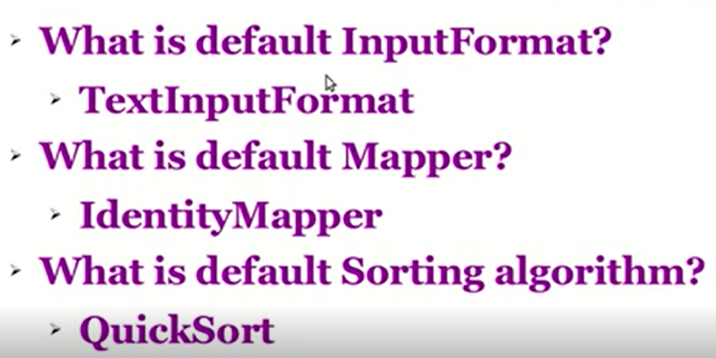 What is default InputFormat?
TextInputFormat
What is default Mapper?
IdentityMapper
What is default Sorting algorithm?
QuickSort